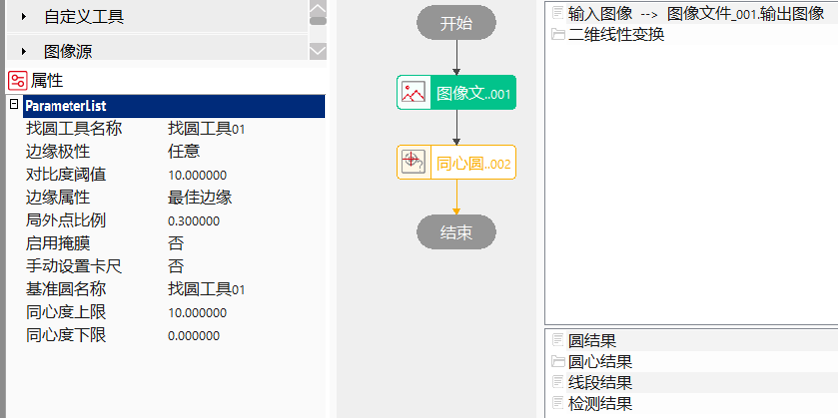 自定义工具
图像源
属性
ParameterList
找圆工具名称 找圆工具01
边缘极性 任意
对比度阈值 10.000000
边缘属性 最佳边缘
局外点比例 0.300000
启用掩膜 否
手动设置卡尺 否
基准圆名称 找圆工具01
同心度上限 10.000000
同心度下限 0.000000
开始
图像文..001
同心圆..002
结束
输入图像 --> 图像文件_001.输出图像
二维线性变换
圆结果
圆心结果
线段结果
检测结果